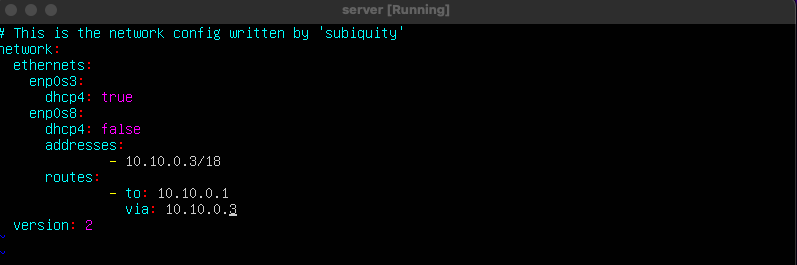 server [Running]
# This is the network config written by 'subiquity'
network:
  ethernets:
    enp0s3:
      dhcp4: true
    enp0s8:
      dhcp4: false
      addresses:
              - 10.10.0.3/18
      routes:
              - to: 10.10.0.1
                via: 10.10.0.3
  version: 2
~
~